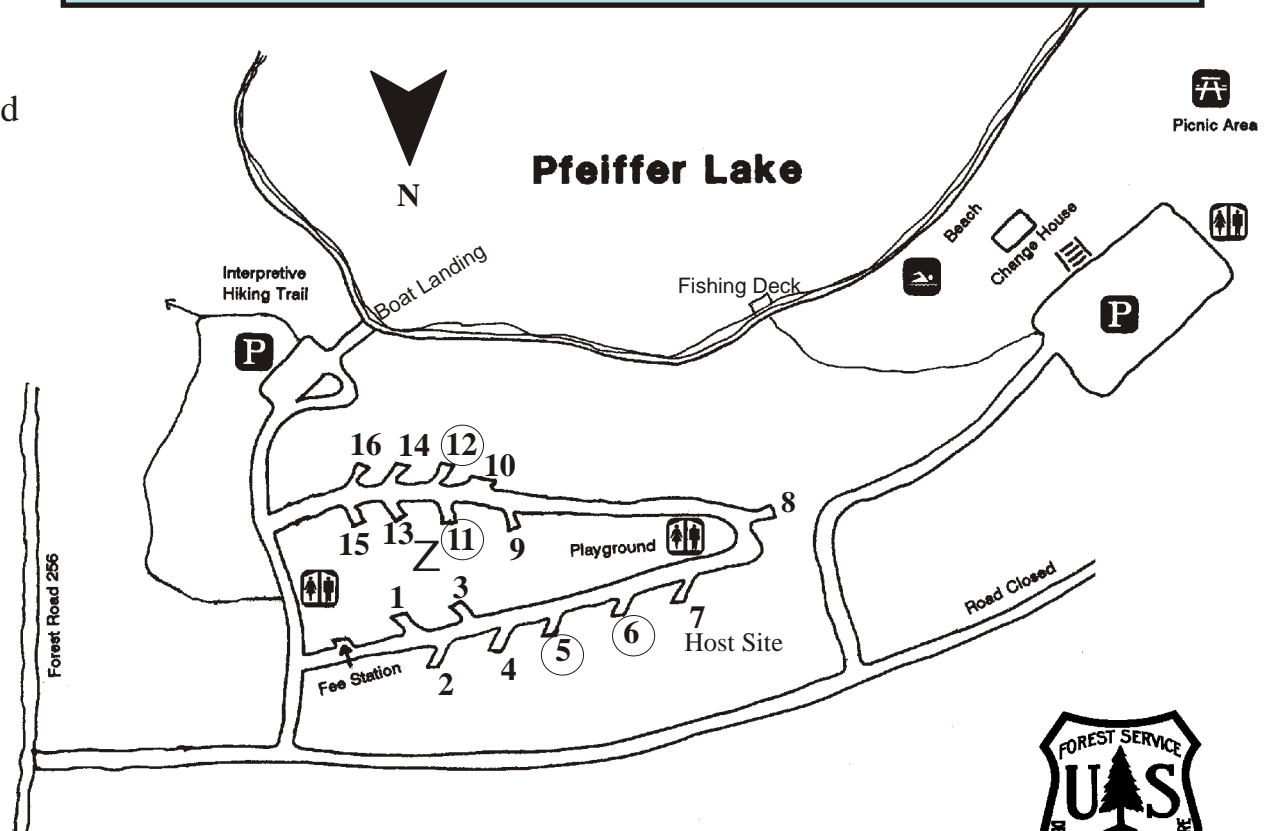 d
Picnic Area
Pfeiffer Lake
N
Beach
Change House
Interpretive
Hiking Trail
Boat Landing
Fishing Deck
P
P
16
14
12
10
8
15
13
11
9
Z
Playground
1
3
7
Host Site
6
5
4
2
Fee Station
Forest Road 256
Road Closed
FOREST SERVICE
U S